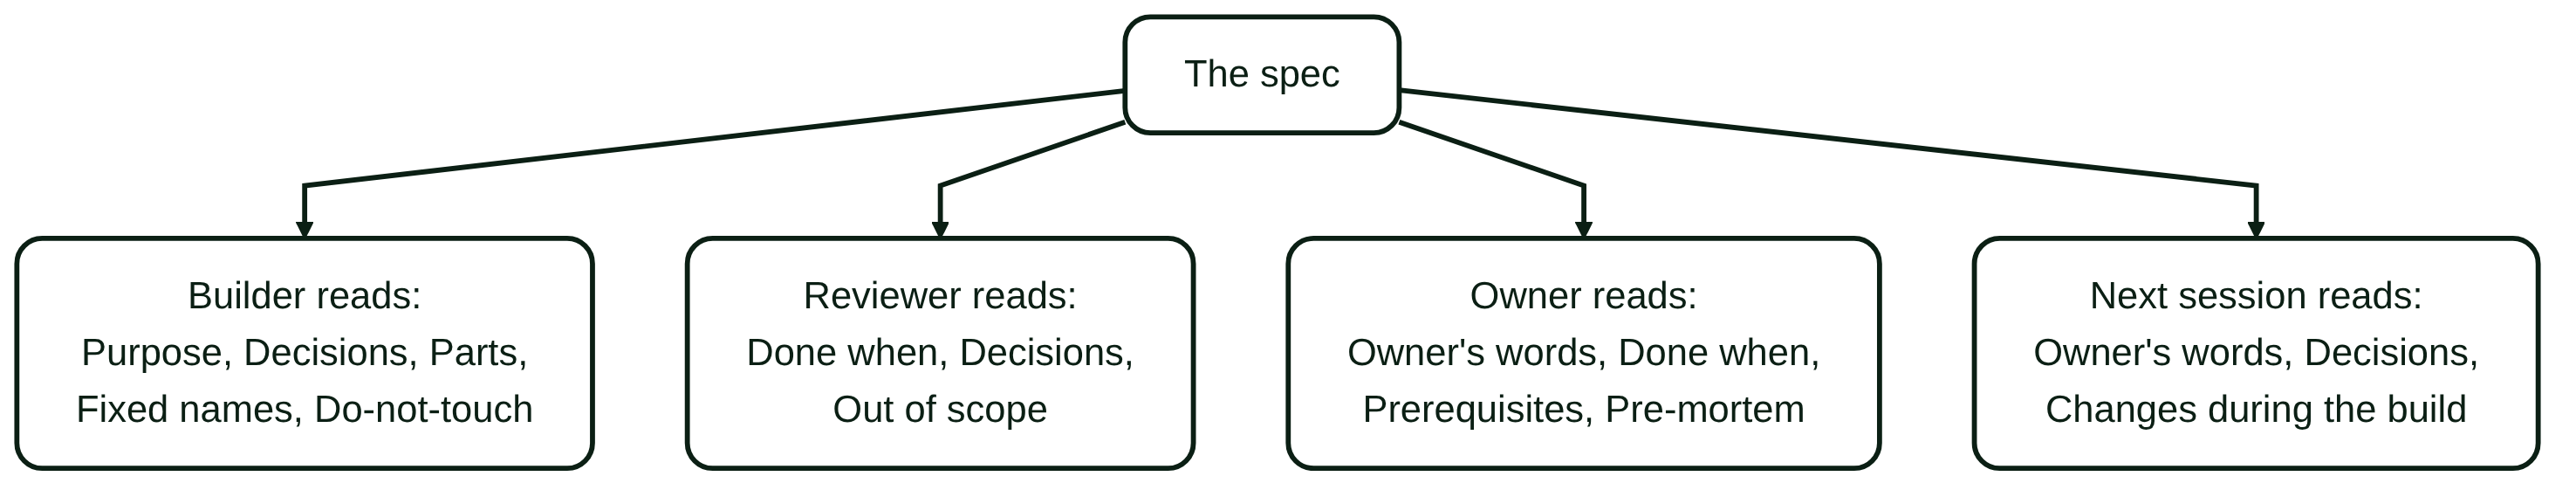 The spec
Builder reads:
Purpose, Decisions, Parts,
Fixed names, Do-not-touch
Reviewer reads:
Done when, Decisions,
Out of scope
Owner reads:
Owner's words, Done when,
Prerequisites, Pre-mortem
Next session reads:
Owner's words, Decisions,
Changes during the build